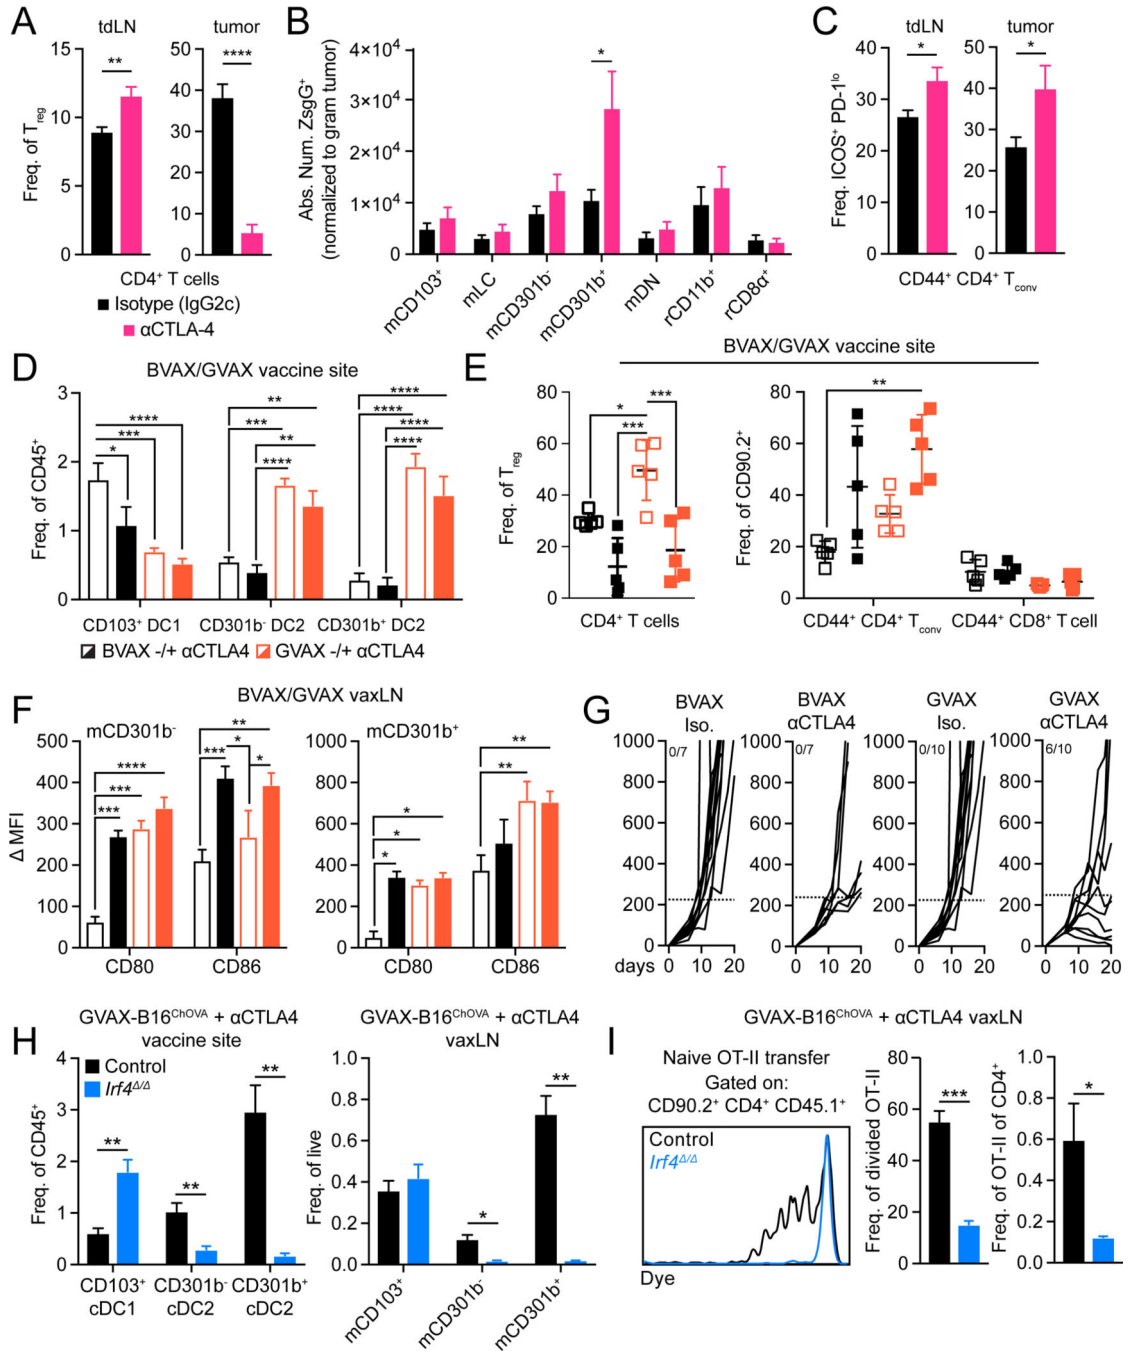 A
tdLN
tumor
Freq. of Treg
15
10
5
0
50
40
30
20
10
0
**
****
CD4+ T cells
Isotype (IgG2c)
αCTLA-4
B
Abs. Num. ZsgG+
(normalized to gram tumor)
4×10⁴
3×10⁴
2×10⁴
1×10⁴
0
*
mCD103+
mLC
mCD301b-
mCD301b+
mDN
rCD11b+
rCD8α+
C
tdLN
tumor
Freq. ICOS+ PD-1lo
40
30
20
10
0
50
40
30
20
10
0
*
*
CD44+ CD4+ Tconv
D
BVAX/GVAX vaccine site
Freq. of CD45+
3
2
1
0
****
***
*
**
***
**
****
****
****
****
****
CD103+ DC1
CD301b- DC2
CD301b+ DC2
BVAX -/+ αCTLA4
GVAX -/+ αCTLA4
E
BVAX/GVAX vaccine site
Freq. of Treg
80
60
40
20
0
*
***
***
CD4+ T cells
Freq. of CD90.2+
80
60
40
20
0
**
CD44+ CD4+ Tconv
CD44+ CD8+ T cell
F
BVAX/GVAX vaxLN
mCD301b-
Δ MFI
500
400
300
200
100
0
****
***
***
**
***
*
*
CD80
CD86
mCD301b+
1000
800
600
400
200
0
*
*
*
**
**
CD80
CD86
G
BVAX
Iso.
BVAX
αCTLA4
GVAX
Iso.
GVAX
αCTLA4
1000
800
600
400
200
0
0/7
1000
800
600
400
200
0
0/7
1000
800
600
400
200
0
0/10
1000
800
600
400
200
0
6/10
days
0 10 20
0 10 20
0 10 20
0 10 20
H
GVAX-B16ChOVA + αCTLA4
vaccine site
Control
Irf4Δ/Δ
Freq. of CD45+
4
3
2
1
0
**
**
**
CD103+
cDC1
CD301b-
cDC2
CD301b+
cDC2
GVAX-B16ChOVA + αCTLA4
vaxLN
Freq. of live
1.0
0.8
0.6
0.4
0.2
0.0
*
**
mCD103+
mCD301b-
mCD301b+
I
GVAX-B16ChOVA + αCTLA4 vaxLN
Naive OT-II transfer
Gated on:
CD90.2+ CD4+ CD45.1+
Control
Irf4Δ/Δ
Dye
Freq. of divided OT-II
80
60
40
20
0
***
Freq. of OT-II of CD4+
1.0
0.8
0.6
0.4
0.2
0.0
*